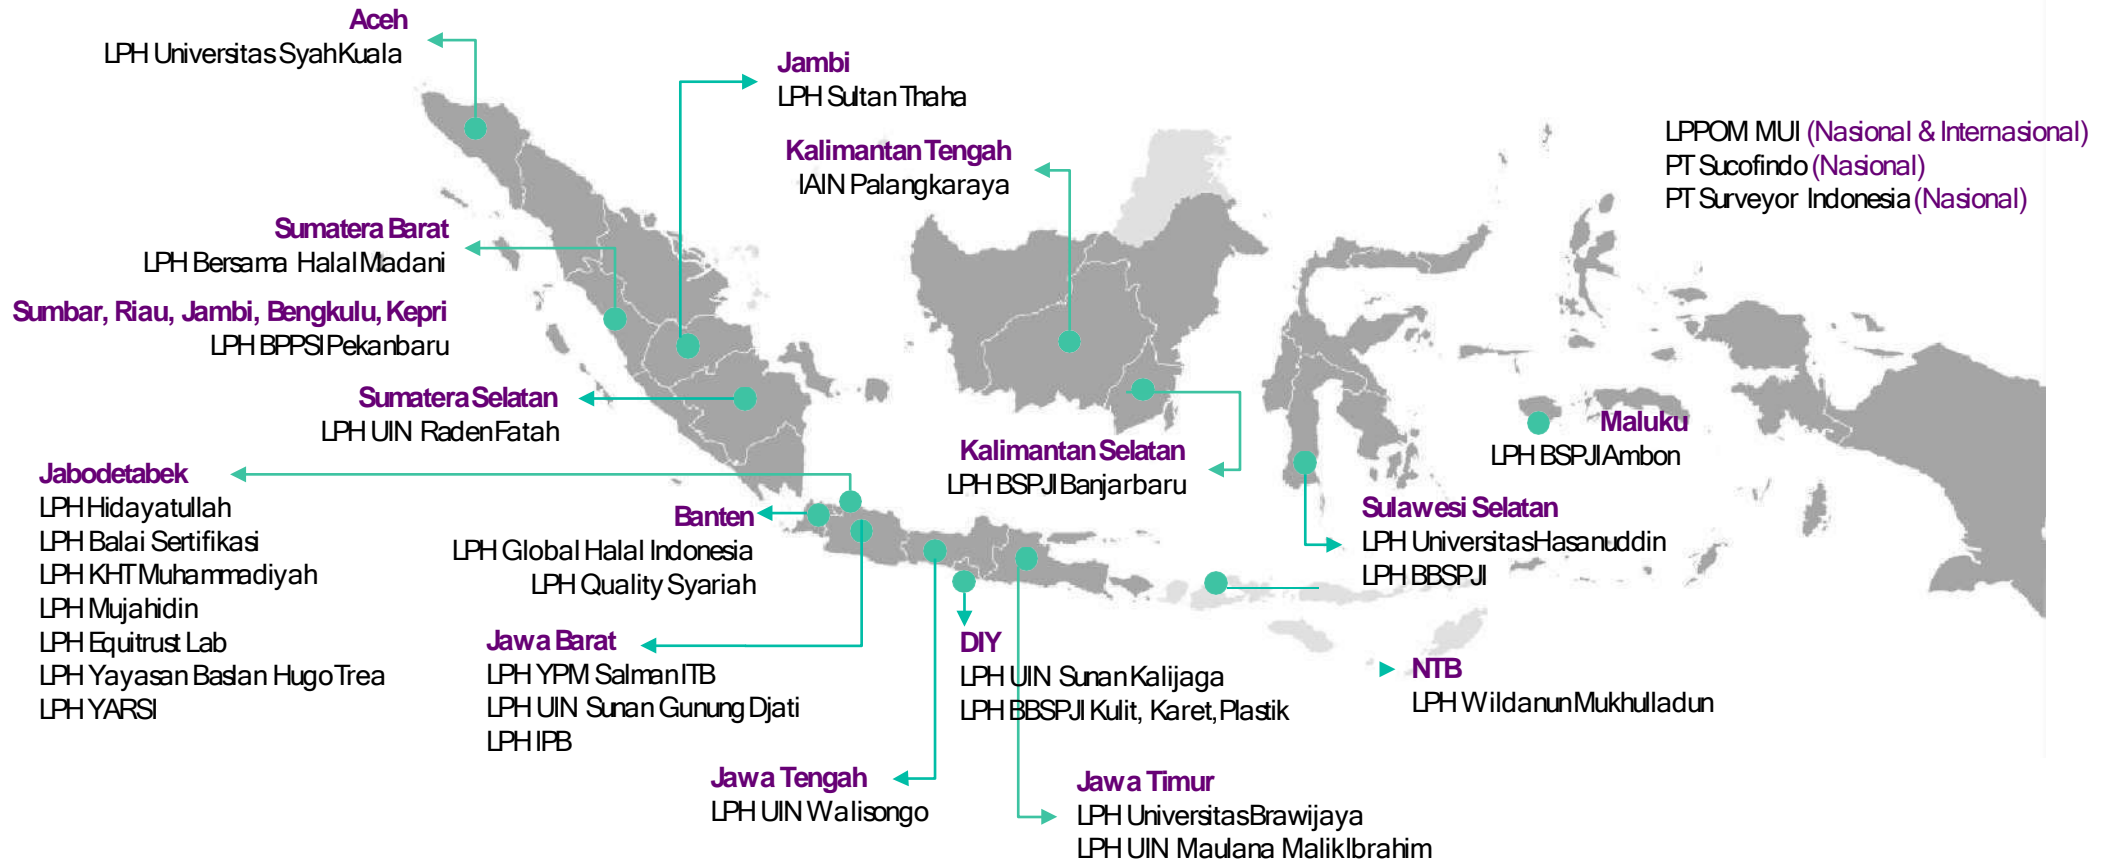 Aceh
LPH Universitas Syah Kuala
Jambi
LPH Sultan Thaha
Kalimantan Tengah
IAIN Palangkaraya
LPPOM MUI (Nasional & Internasional)
PT Sucofindo (Nasional)
PT Surveyor Indonesia (Nasional)
Sumatera Barat
LPH Bersama Halal Madani
Sumbar, Riau, Jambi, Bengkulu, Kepri
LPH BPPSI Pekanbaru
Sumatera Selatan
LPH UIN Raden Fatah
Jabodetabek
LPH Hidayatullah
LPH Balai Sertifikasi
LPH KHT Muhammadiyah
LPH Mujahidin
LPH Equitrust Lab
LPH Yayasan Baslan Hugo Trea
LPH YARSI
Banten
LPH Global Halal Indonesia
LPH Quality Syariah
Kalimantan Selatan
LPH BSPJI Banjarbaru
Maluku
LPH BSPJI Ambon
Sulawesi Selatan
LPH Universitas Hasanuddin
LPH BBSPJI
Jawa Barat
LPH YPM Salman ITB
LPH UIN Sunan Gunung Djati
LPH IPB
DIY
LPH UIN Sunan Kalijaga
LPH BBSPJI Kulit, Karet, Plastik
NTB
LPH Wildanun Mukhulladun
Jawa Tengah
LPH UIN Walisongo
Jawa Timur
LPH Universitas Brawijaya
LPH UIN Maulana Malik Ibrahim